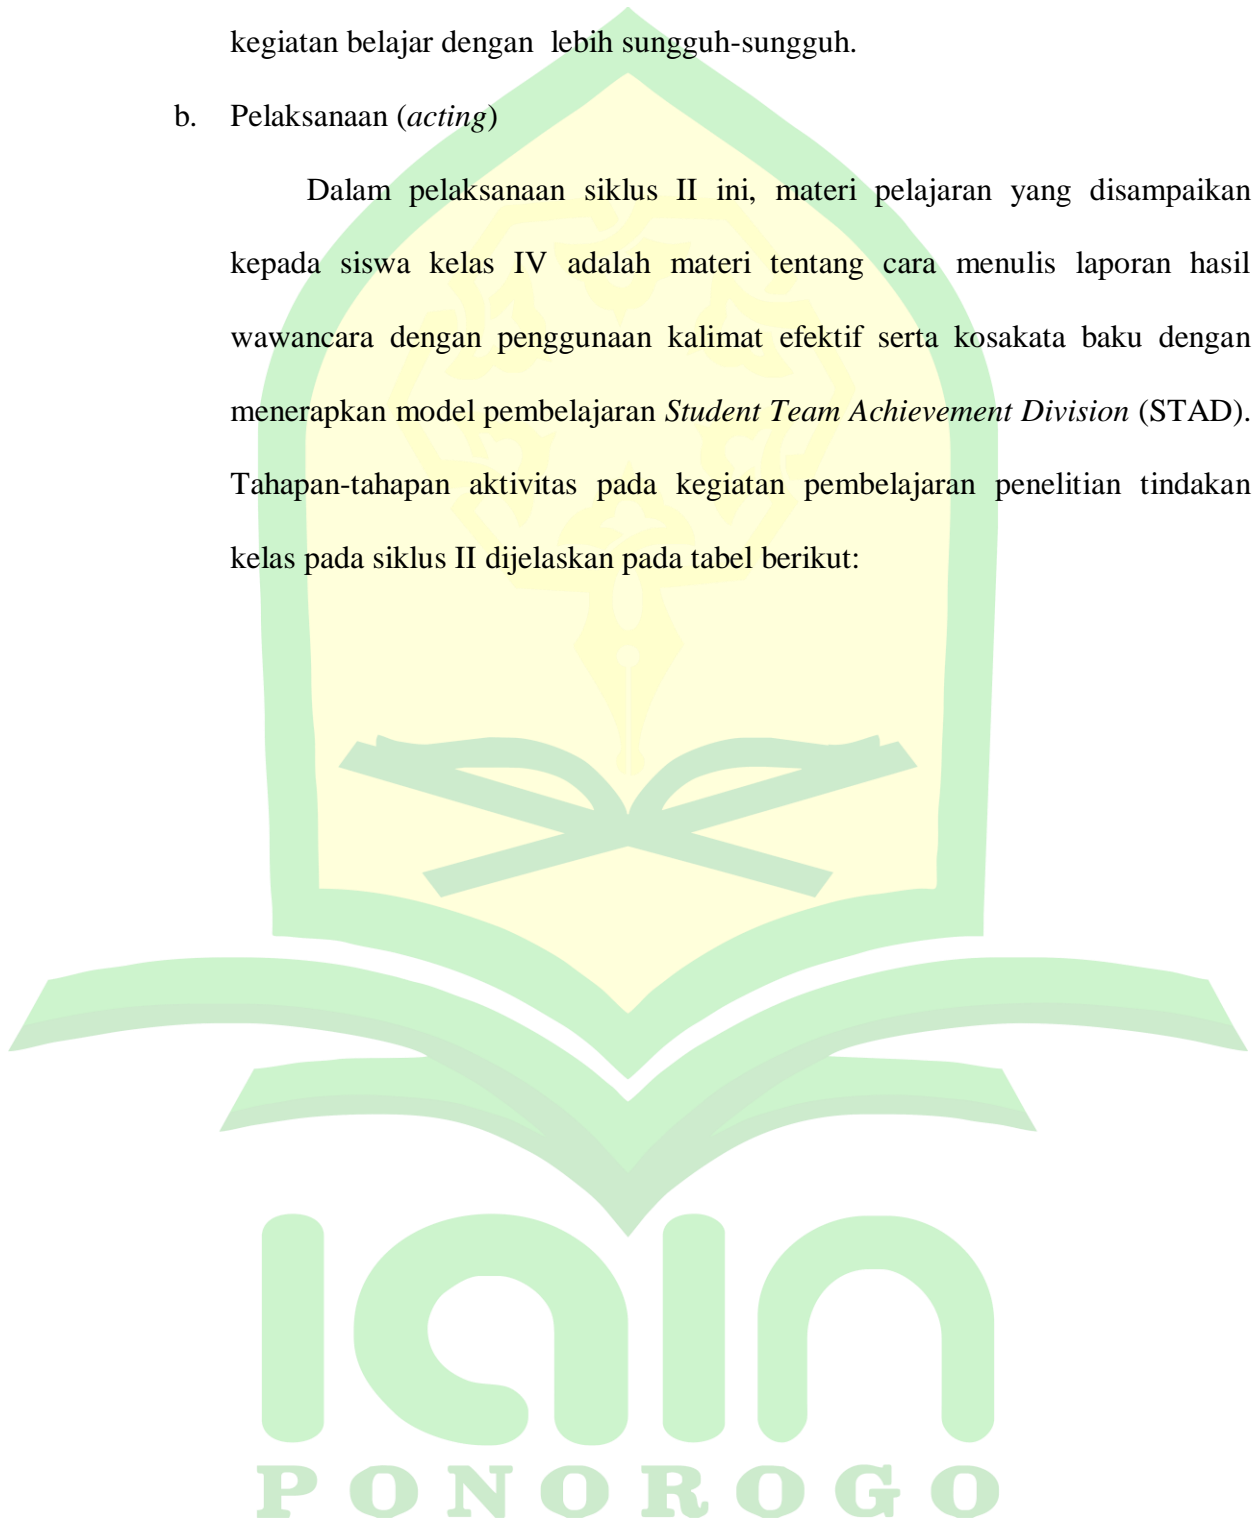 kegiatan belajar dengan lebih sungguh-sungguh.
b. Pelaksanaan (acting)
Dalam pelaksanaan siklus II ini, materi pelajaran yang disampaikan
kepada siswa kelas IV adalah materi tentang cara menulis laporan hasil
wawancara dengan penggunaan kalimat efektif serta kosakata baku dengan
menerapkan model pembelajaran Student Team Achievement Division (STAD).
Tahapan-tahapan aktivitas pada kegiatan pembelajaran penelitian tindakan
kelas pada siklus II dijelaskan pada tabel berikut:
iain
PONOROGO